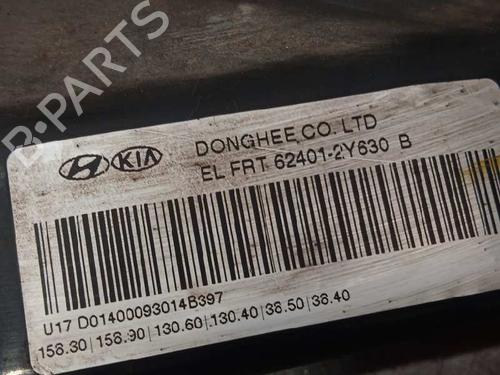 B-PARTS
KIA
DONGHEE.CO. LTD
EL FRT 62401-2Y630 B
U17 D01400093014B397
158.30 | 158.90 | 130.60 | 130.40 | 38.50 | 38.40